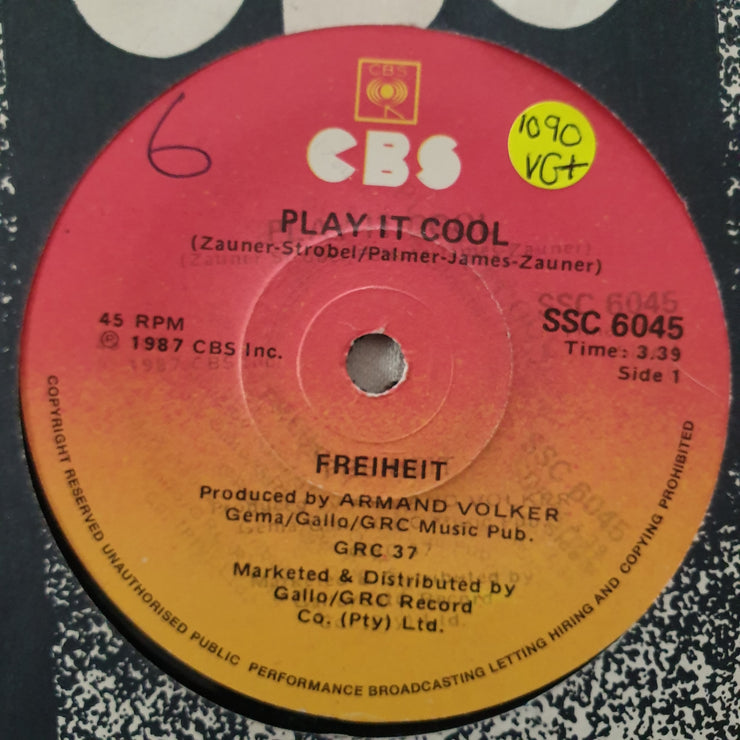 CBS
6
CBS
1090
VG+
PLAY IT COOL
(Zauner-Strobel/Palmer-James-Zauner)
45 RPM
℗ 1987 CBS Inc.
SSC 6045
Time: 3.39
Side 1
FREIHEIT
Produced by ARMAND VOLKER
Gema/Gallo/GRC Music Pub.
GRC 37
Marketed & Distributed by
Gallo/GRC Record
Co. (Pty) Ltd.
COPYRIGHT RESERVED UNAUTHORISED PUBLIC PERFORMANCE BROADCASTING LETTING HIRING AND COPYING PROHIBITED